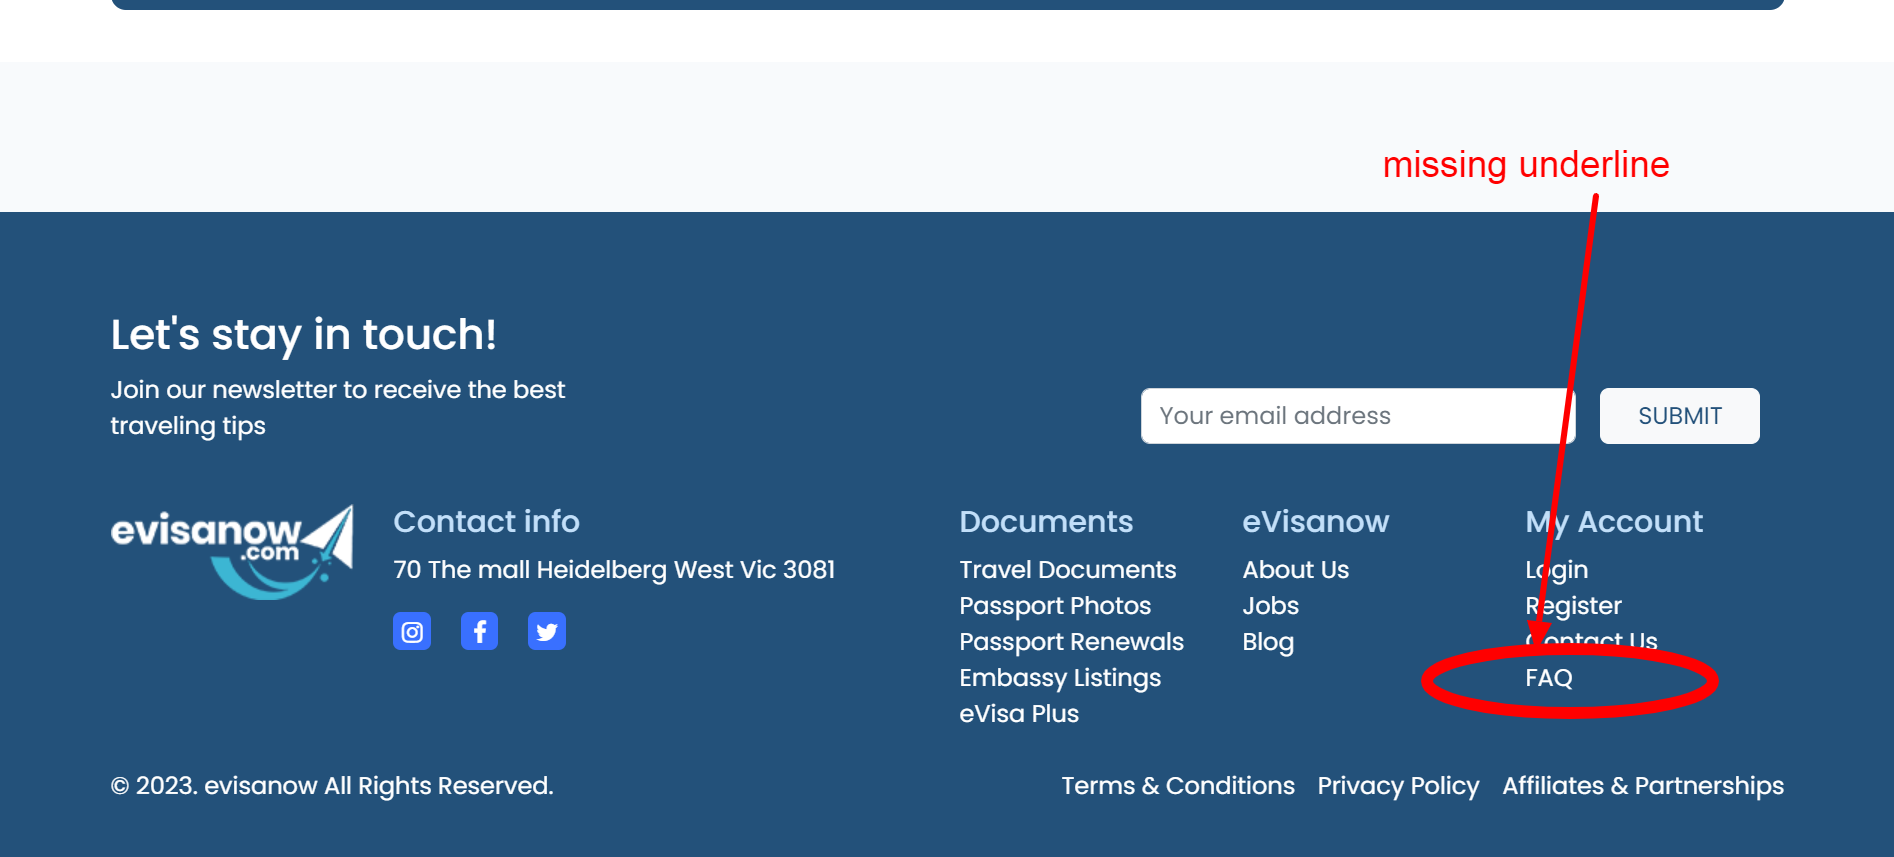 missing underline
Let's stay in touch!
Join our newsletter to receive the best
traveling tips
Your email address
SUBMIT
evisanow
.com
Contact info
70 The mall Heidelberg West Vic 3081
Documents
Travel Documents
Passport Photos
Passport Renewals
Embassy Listings
eVisa Plus
eVisanow
About Us
Jobs
Blog
My Account
Login
Register
Contact Us
FAQ
© 2023. evisanow All Rights Reserved.
Terms & Conditions Privacy Policy Affiliates & Partnerships